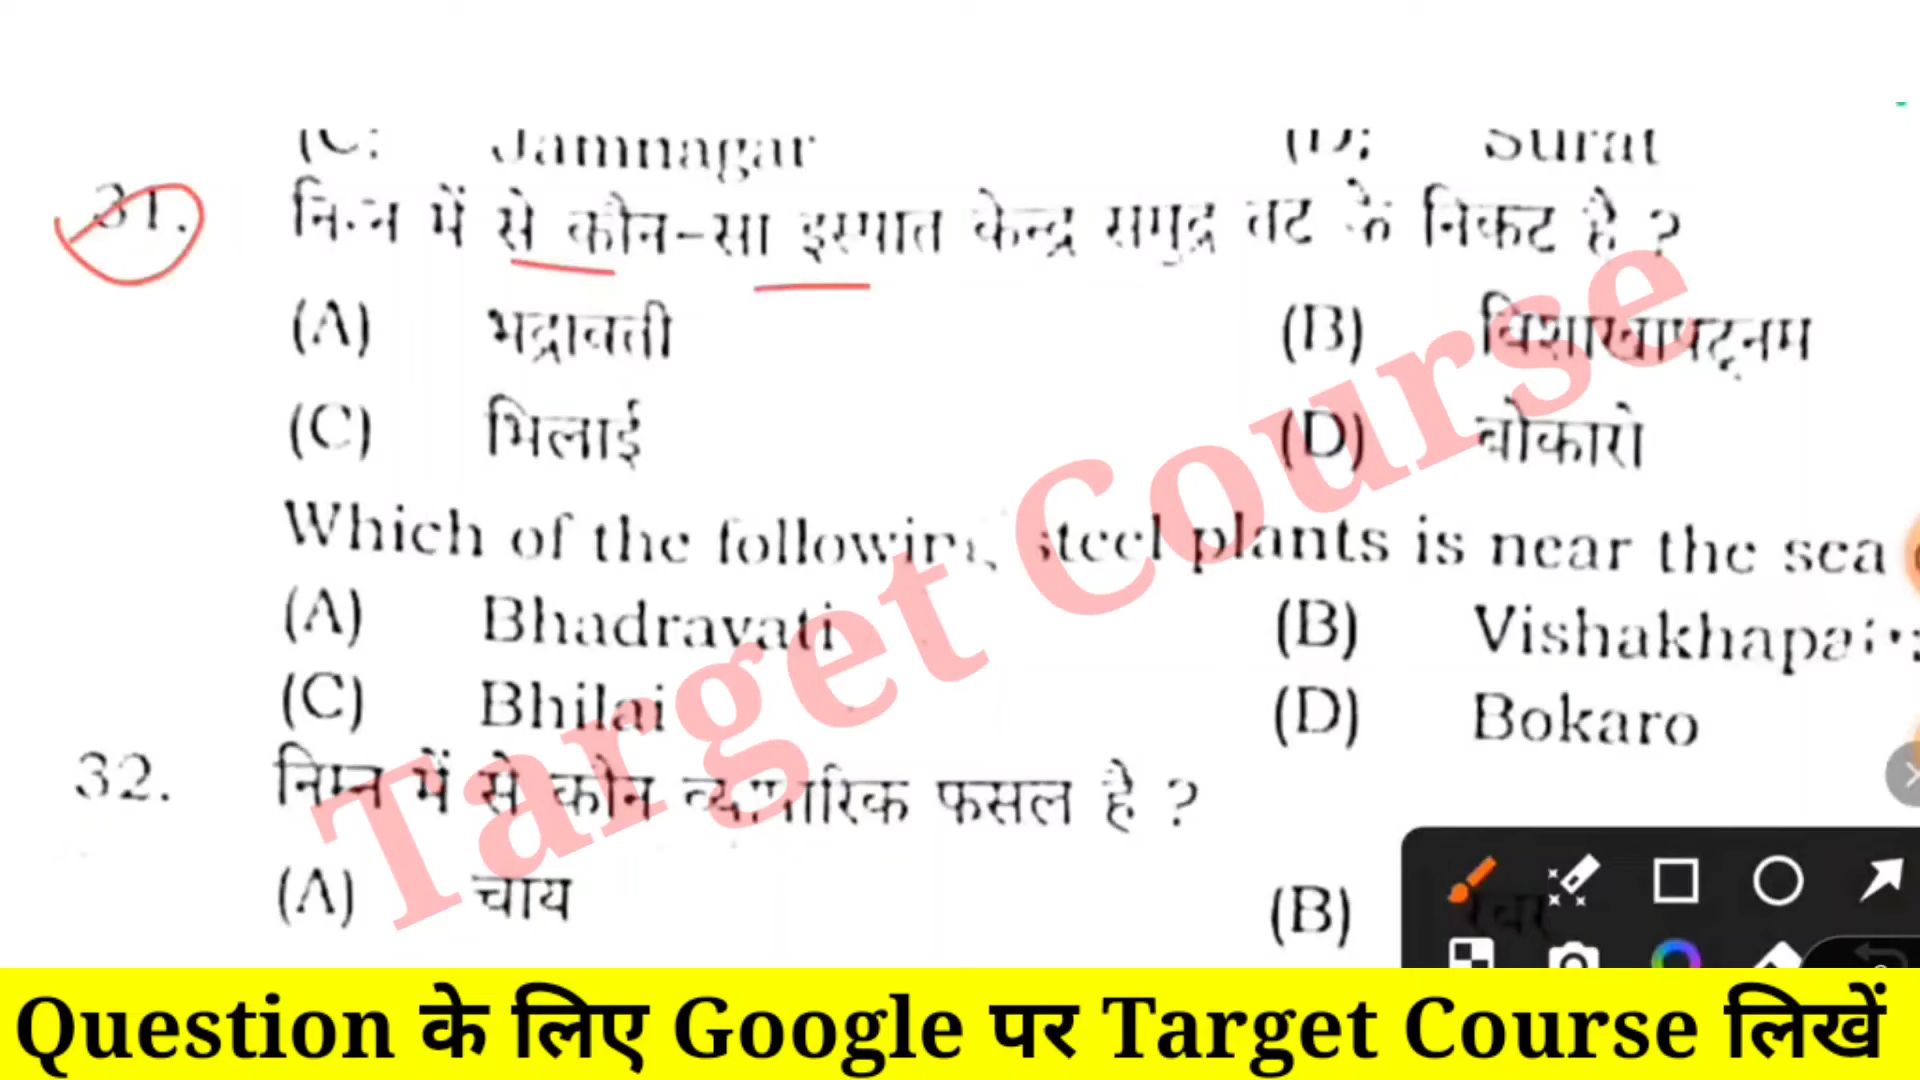 (C) Jamnagar (D) Surat
31. निम्न में से कौन-सा इस्पात केन्द्र समुद्र तट के निकट है ?
(A) भद्रावती (B) विशाखापट्नम
(C) भिलाई (D) बोकारो
Which of the following steel plants is near the sea
(A) Bhadravati (B)
(C) Bhilai (D) Bokaro
32. निम्न में से कौन व्यापारिक फसल है ?
(A) चाय (B)
Target Course
Question के लिए Google पर Target Course लिखें